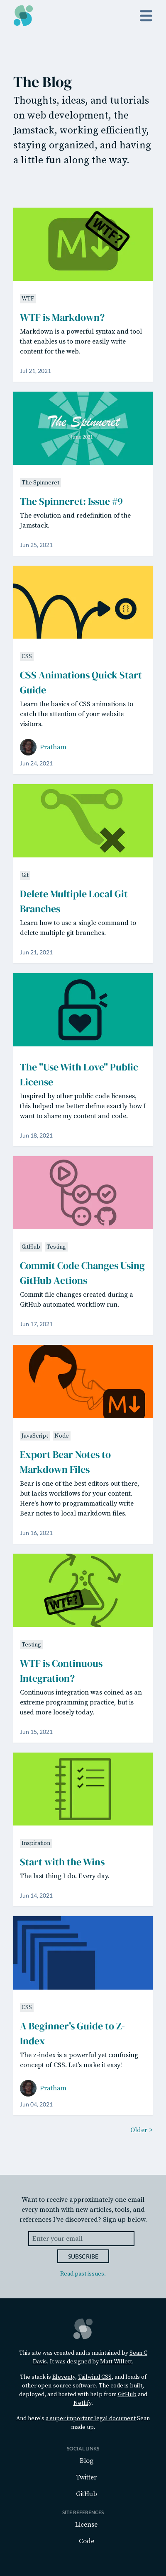 The Blog
Thoughts, ideas, and tutorials
on web development, the
Jamstack, working efficiently,
staying organized, and having
a little fun along the way.
WTF?
M
WTF
WTF is Markdown?
Markdown is a powerful syntax and tool
that enables us to more easily write
content for the web.
Jul 21, 2021
The Spinneret
The Spinneret
The Spinneret: Issue #9
The evolution and redefinition of the
Jamstack.
Jun 25, 2021
CSS
CSS Animations Quick Start
Guide
Learn the basics of CSS animations to
catch the attention of your website
visitors.
Pratham
Jun 24, 2021
Git
Delete Multiple Local Git
Branches
Learn how to use a single command to
delete multiple git branches.
Jun 21, 2021
The "Use With Love" Public
License
Inspired by other public code licenses,
this helped me better define exactly how I
want to share my content and code.
Jun 18, 2021
GitHub Testing
Commit Code Changes Using
GitHub Actions
Commit file changes created during a
GitHub automated workflow run.
Jun 17, 2021
M
JavaScript Node
Export Bear Notes to
Markdown Files
Bear is one of the best editors out there,
but lacks workflows for your content.
Here's how to programmatically write
Bear notes to local markdown files.
Jun 16, 2021
WTF?
Testing
WTF is Continuous
Integration?
Continuous integration was coined as an
extreme programming practice, but is
used more loosely today.
Jun 15, 2021
Inspiration
Start with the Wins
The last thing I do. Every day.
Jun 14, 2021
CSS
A Beginner's Guide to Z-
Index
The z-index is a powerful yet confusing
concept of CSS. Let's make it easy!
Pratham
Jun 04, 2021
Older >
Want to receive approximately one email
every month with new articles, and other
references I've discovered? Sign up below.
Enter your email
SUBSCRIBE
Read past issues.
This site was created and is maintained by Sean C
Davis. It was designed by Matt Willett.
The stack is Eleventy, Tailwind CSS, and loads of
other open-source software. The code is built,
deployed, and hosted with help from GitHub and
Netlify.
And here's a super important legal document Sean
made up.
SOCIAL LINKS
Blog
Twitter
GitHub
SITE REFERENCES
License
Code